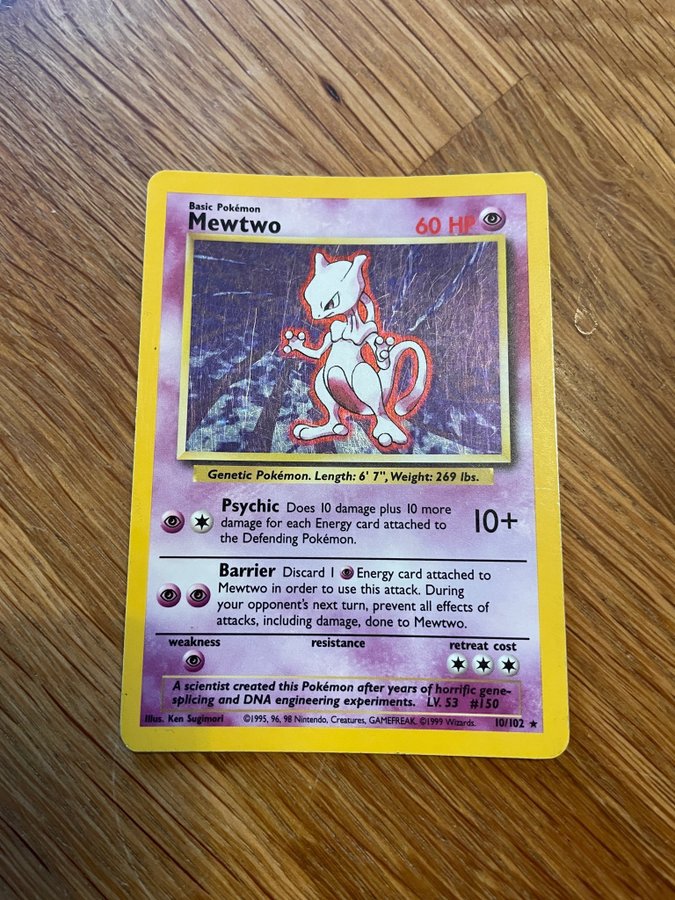 Basic Pokémon
Mewtwo
60 HP
Genetic Pokémon. Length: 6' 7", Weight: 269 lbs.
Psychic Does 10 damage plus 10 more
damage for each Energy card attached to
the Defending Pokémon.
10+
Barrier Discard 1 Energy card attached to
Mewtwo in order to use this attack. During
your opponent's next turn, prevent all effects of
attacks, including damage, done to Mewtwo.
weakness
resistance
retreat cost
A scientist created this Pokémon after years of horrific gene-
splicing and DNA engineering experiments. LV. 53 #150
Illus. Ken Sugimori ©1995, 96, 98 Nintendo, Creatures, GAMEFREAK. ©1999 Wizards. 10/102 ★